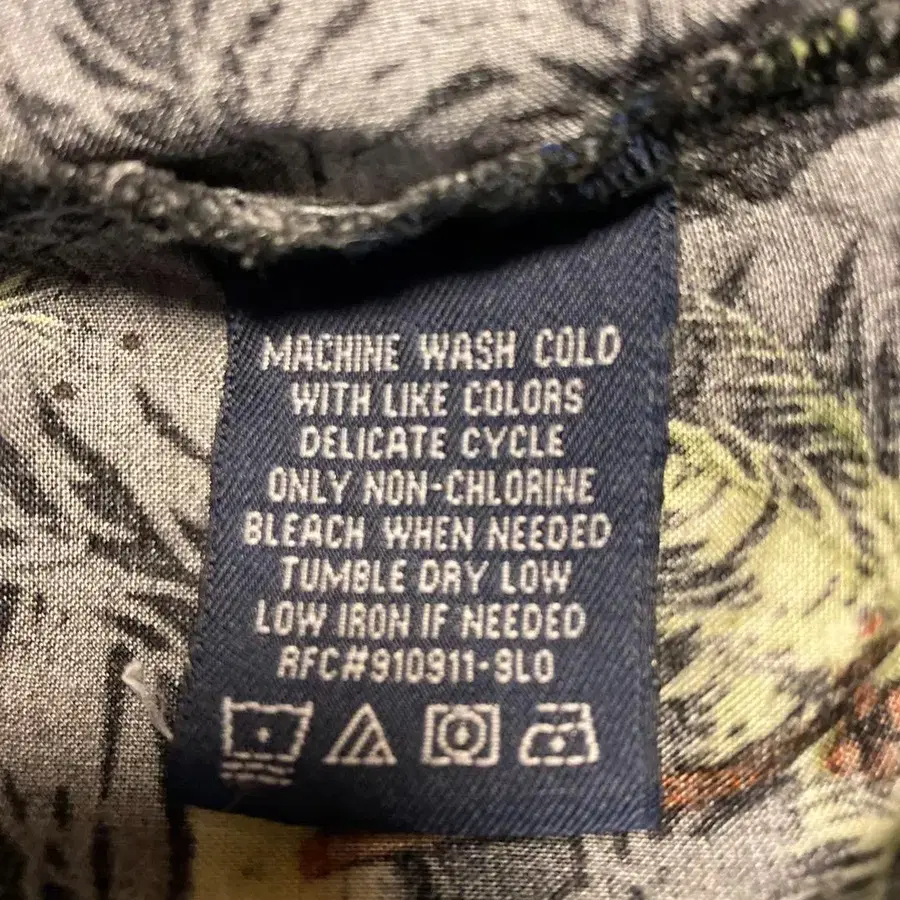 MACHINE WASH COLD
WITH LIKE COLORS
DELICATE CYCLE
ONLY NON-CHLORINE
BLEACH WHEN NEEDED
TUMBLE DRY LOW
LOW IRON IF NEEDED
RFC#910911-SLO